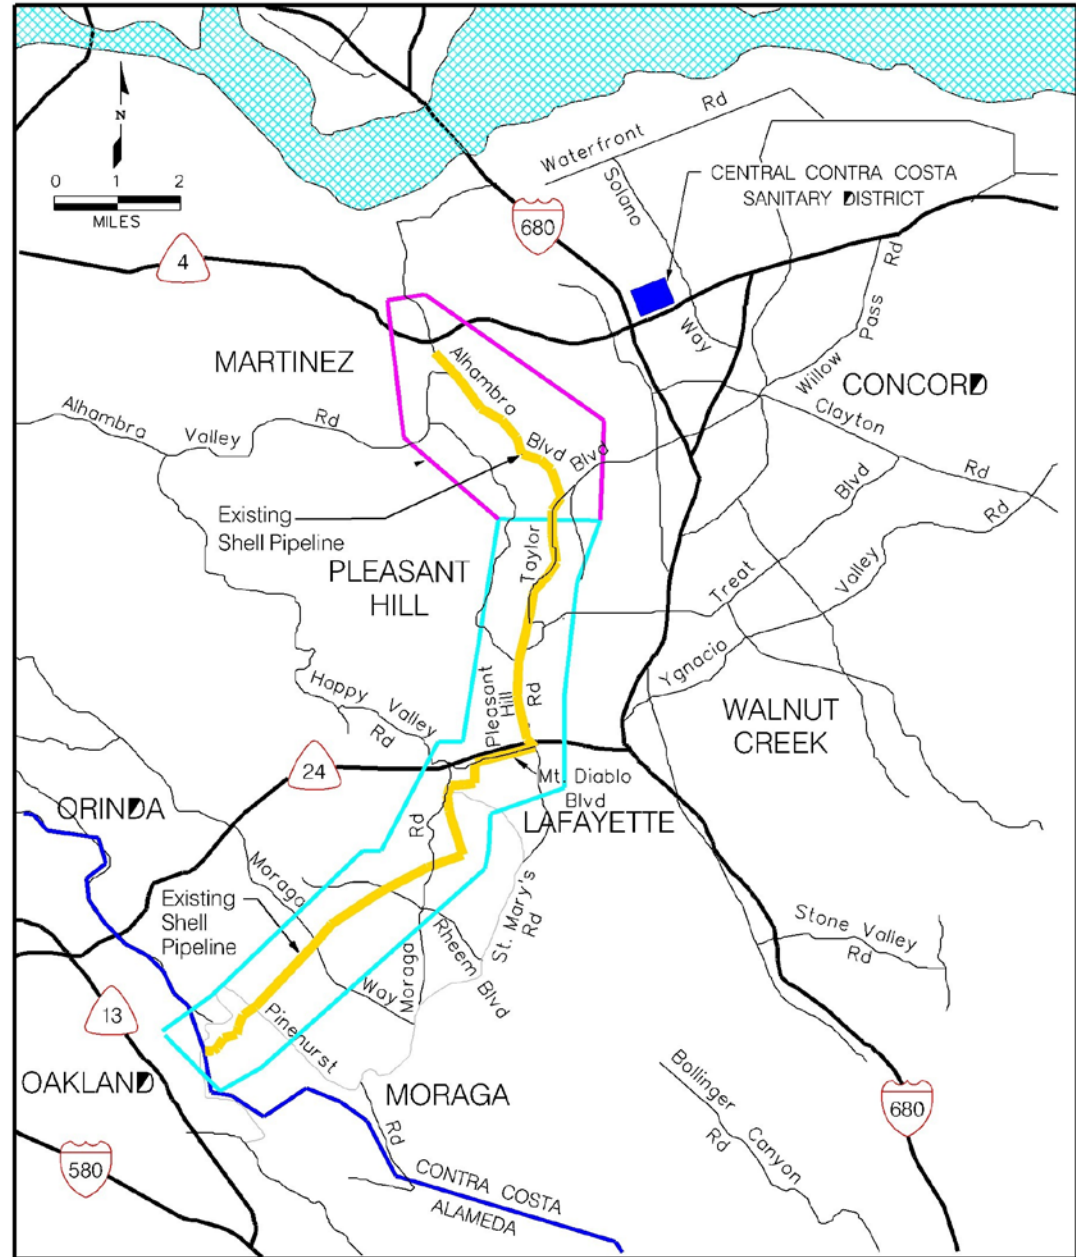 Waterfront Rd
Solano Way
CENTRAL CONTRA COSTA
SANITARY DISTRICT
N
0 1 2
MILES
680
4
Willow Pass Rd
MARTINEZ
Alhambra Blvd
CONCORD
Alhambra Valley Rd
Clayton Rd
Taylor Blvd
Existing
Shell Pipeline
PLEASANT
HILL
Treat Blvd
Ygnacio Valley Rd
Happy Valley Rd
Pleasant Hill Rd
WALNUT
CREEK
24
Mt. Diablo
Blvd
LAFAYETTE
ORINDA
Moraga Way
Moraga Rd
Existing
Shell
Pipeline
St. Mary's Rd
Rheem Blvd
Stone Valley Rd
13
Pinehurst Rd
OAKLAND
MORAGA
Bollinger Canyon Rd
680
580
CONTRA COSTA
ALAMEDA